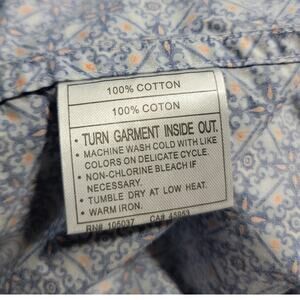 100% COTTON
100% COTON
• TURN GARMENT INSIDE OUT.
• MACHINE WASH COLD WITH LIKE
COLORS ON DELICATE CYCLE.
• NON-CHLORINE BLEACH IF
NECESSARY.
• TUMBLE DRY AT LOW HEAT.
• WARM IRON.
RN# 105037 CA# 45953